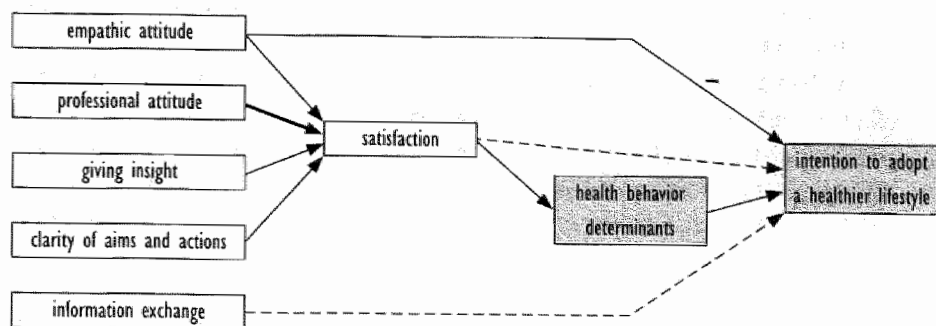 empathic attitude
professional attitude
giving insight
clarity of aims and actions
information exchange
satisfaction
health behavior
determinants
–
intention to adopt
a healthier lifestyle